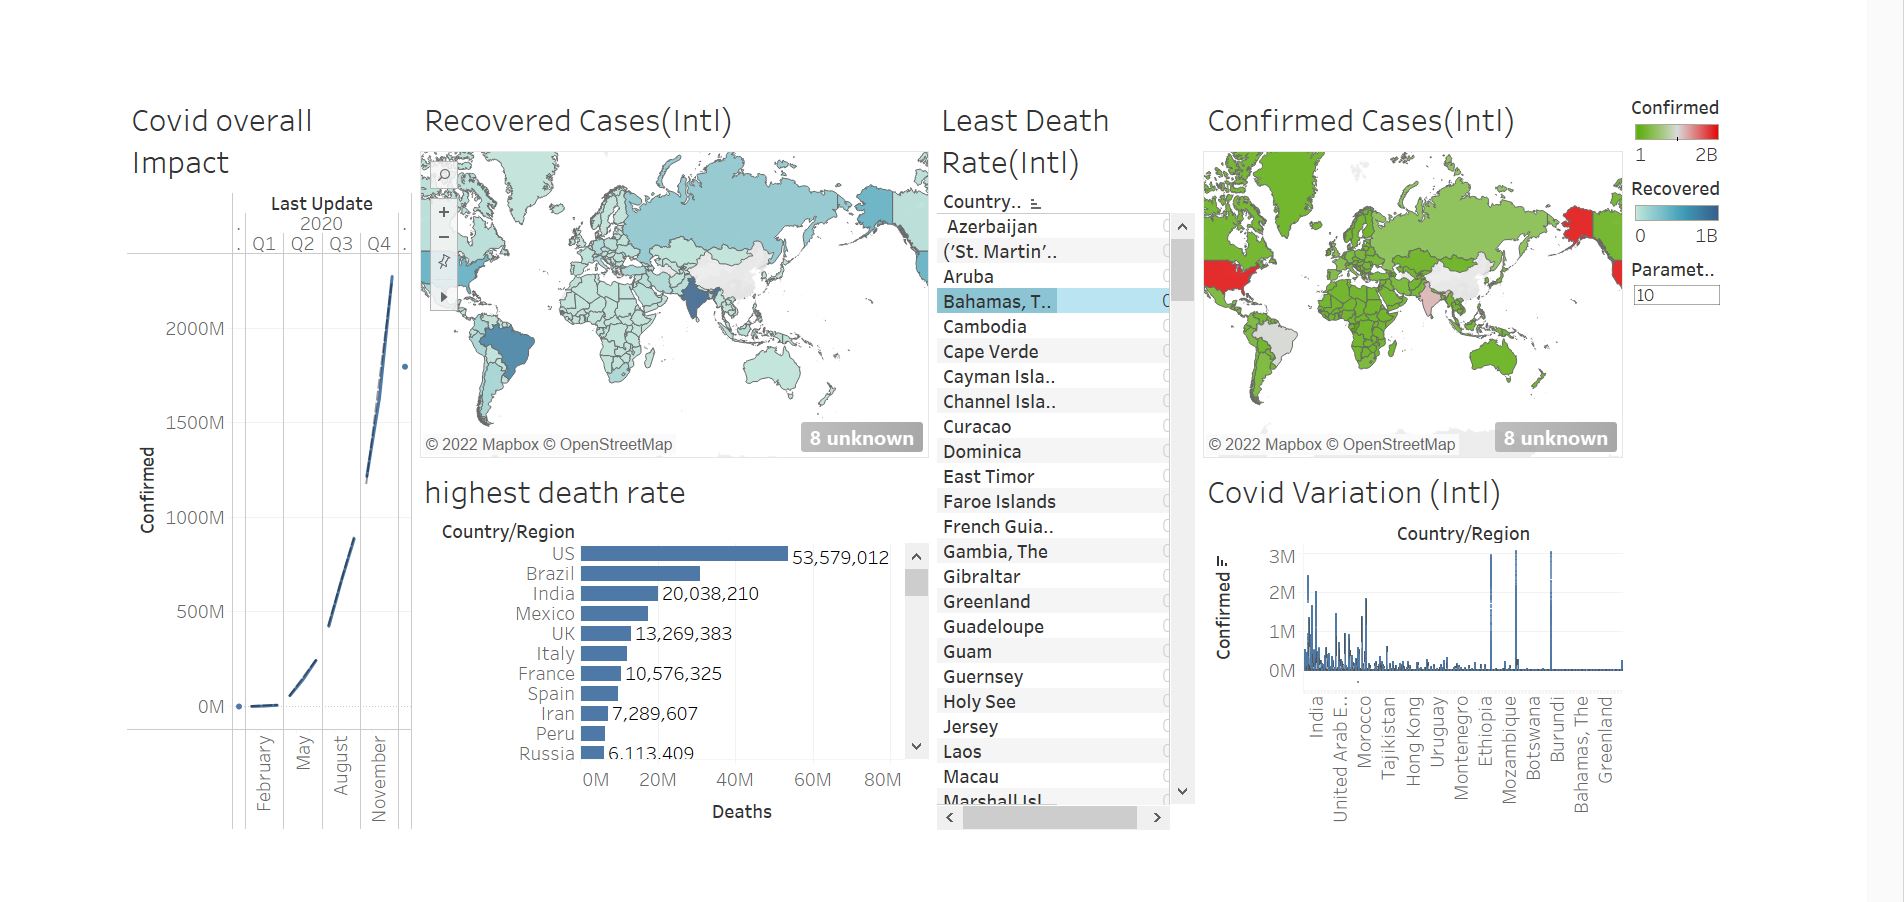 Covid overall
Impact
Last Update
2020
Q1 Q2 Q3 Q4
2000M
1500M
1000M
500M
0M
Confirmed
February
May
August
November
Recovered Cases(Intl)
© 2022 Mapbox © OpenStreetMap
8 unknown
highest death rate
Country/Region
US 53,579,012
Brazil
India 20,038,210
Mexico
UK 13,269,383
Italy
France 10,576,325
Spain
Iran 7,289,607
Peru
Russia 6,113,409
0M 20M 40M 60M 80M
Deaths
Least Death
Rate(Intl)
Country..
Azerbaijan
('St. Martin'..
Aruba
Bahamas, T..
Cambodia
Cape Verde
Cayman Isla..
Channel Isla..
Curacao
Dominica
East Timor
Faroe Islands
French Guia..
Gambia, The
Gibraltar
Greenland
Guadeloupe
Guam
Guernsey
Holy See
Jersey
Laos
Macau
Marshall Isl
Confirmed Cases(Intl)
© 2022 Mapbox © OpenStreetMap
8 unknown
Covid Variation (Intl)
Country/Region
3M
2M
1M
0M
Confirmed
India
United Arab E..
Morocco
Tajikistan
Hong Kong
Uruguay
Montenegro
Ethiopia
Mozambique
Botswana
Burundi
Bahamas, The
Greenland
Confirmed
1 2B
Recovered
0 1B
Paramet..
10